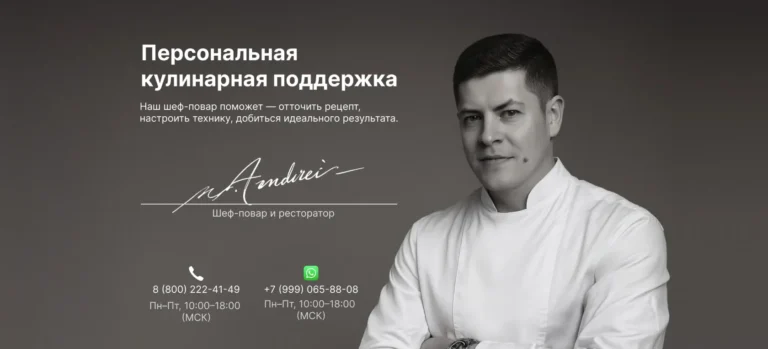 Персональная
кулинарная поддержка
Наш шеф-повар поможет — отточить рецепт,
настроить технику, добиться идеального результата.
Andrei
Шеф-повар и ресторатор
8 (800) 222-41-49
Пн–Пт, 10:00–18:00
(МСК)
+7 (999) 065-88-08
Пн–Пт, 10:00–18:00
(МСК)